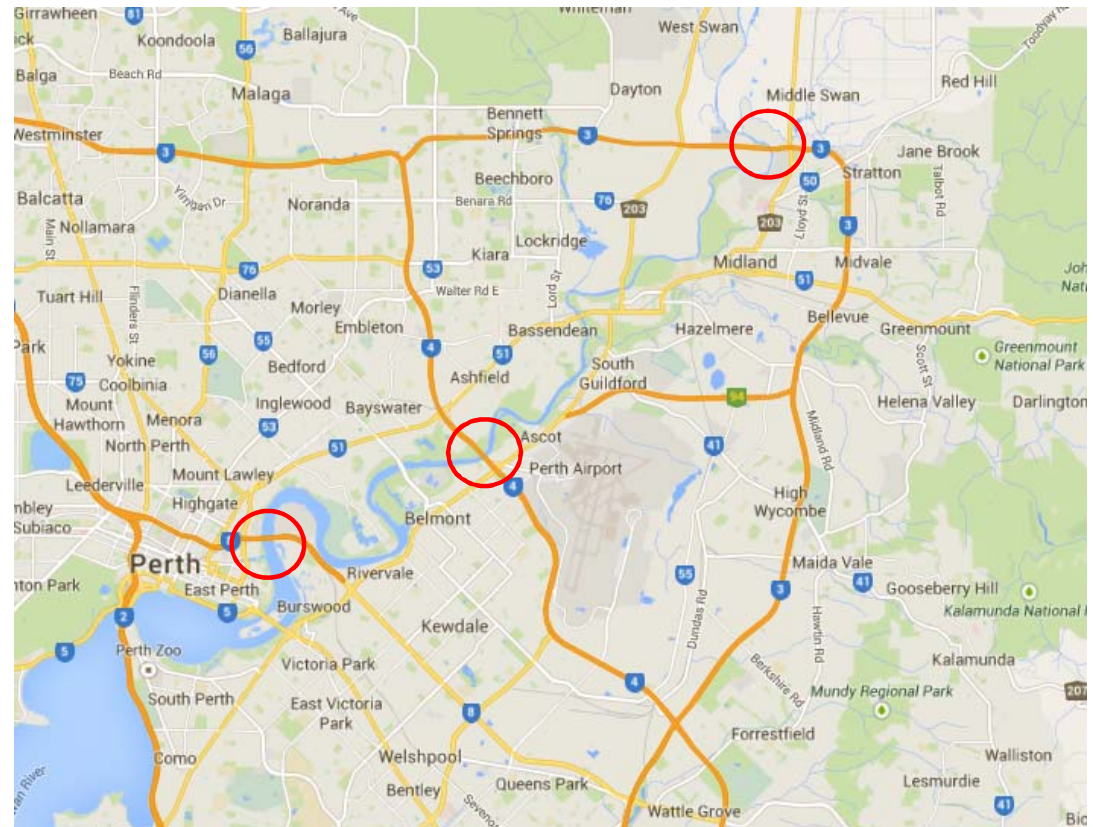 Girrawheen
81
Ave
Whiteman
West Swan
Koondoola
Ballajura
56
Toodyay Rd
Balga
Beach Rd
Malaga
Dayton
Middle Swan
Red Hill
Bennett
Springs
Westminster
3
3
3
Jane Brook
Stratton
Beechboro
50
Balcatta
Yirrigan Dr
Noranda
Benara Rd
76
203
203
Lloyd St
Talbot Rd
Main St
Nollamara
3
Kiara
Lockridge
76
53
Midland
Midvale
51
Tuart Hill
Flinders St
Dianella
Morley
Walter Rd E
Lord St
Embleton
Bassendean
Hazelmere
Bellevue
Greenmount
Park
Yokine
56
55
4
51
Greenmount
National Park
75
Coolbinia
Bedford
Ashfield
South
Guildford
Scott St
Mount
Hawthorn
Menora
Inglewood
Bayswater
94
Helena Valley
Darlington
53
North Perth
51
Ascot
41
Midland Rd
Mount Lawley
Perth Airport
Leederville
4
Highgate
High
Wycombe
Subiaco
Belmont
Perth
Rivervale
Maida Vale
55
41
Gooseberry Hill
East Perth
Burswood
3
Kalamunda National
2
5
Kewdale
Dundas Rd
Hawtin Rd
5
Perth Zoo
Victoria Park
Kalamunda
4
Berkshire Rd
Mundy Regional Park
207
South Perth
East Victoria
Park
8
Forrestfield
Como
Welshpool
Walliston
Bentley
Queens Park
Lesmurdie
Wattle Grove
41